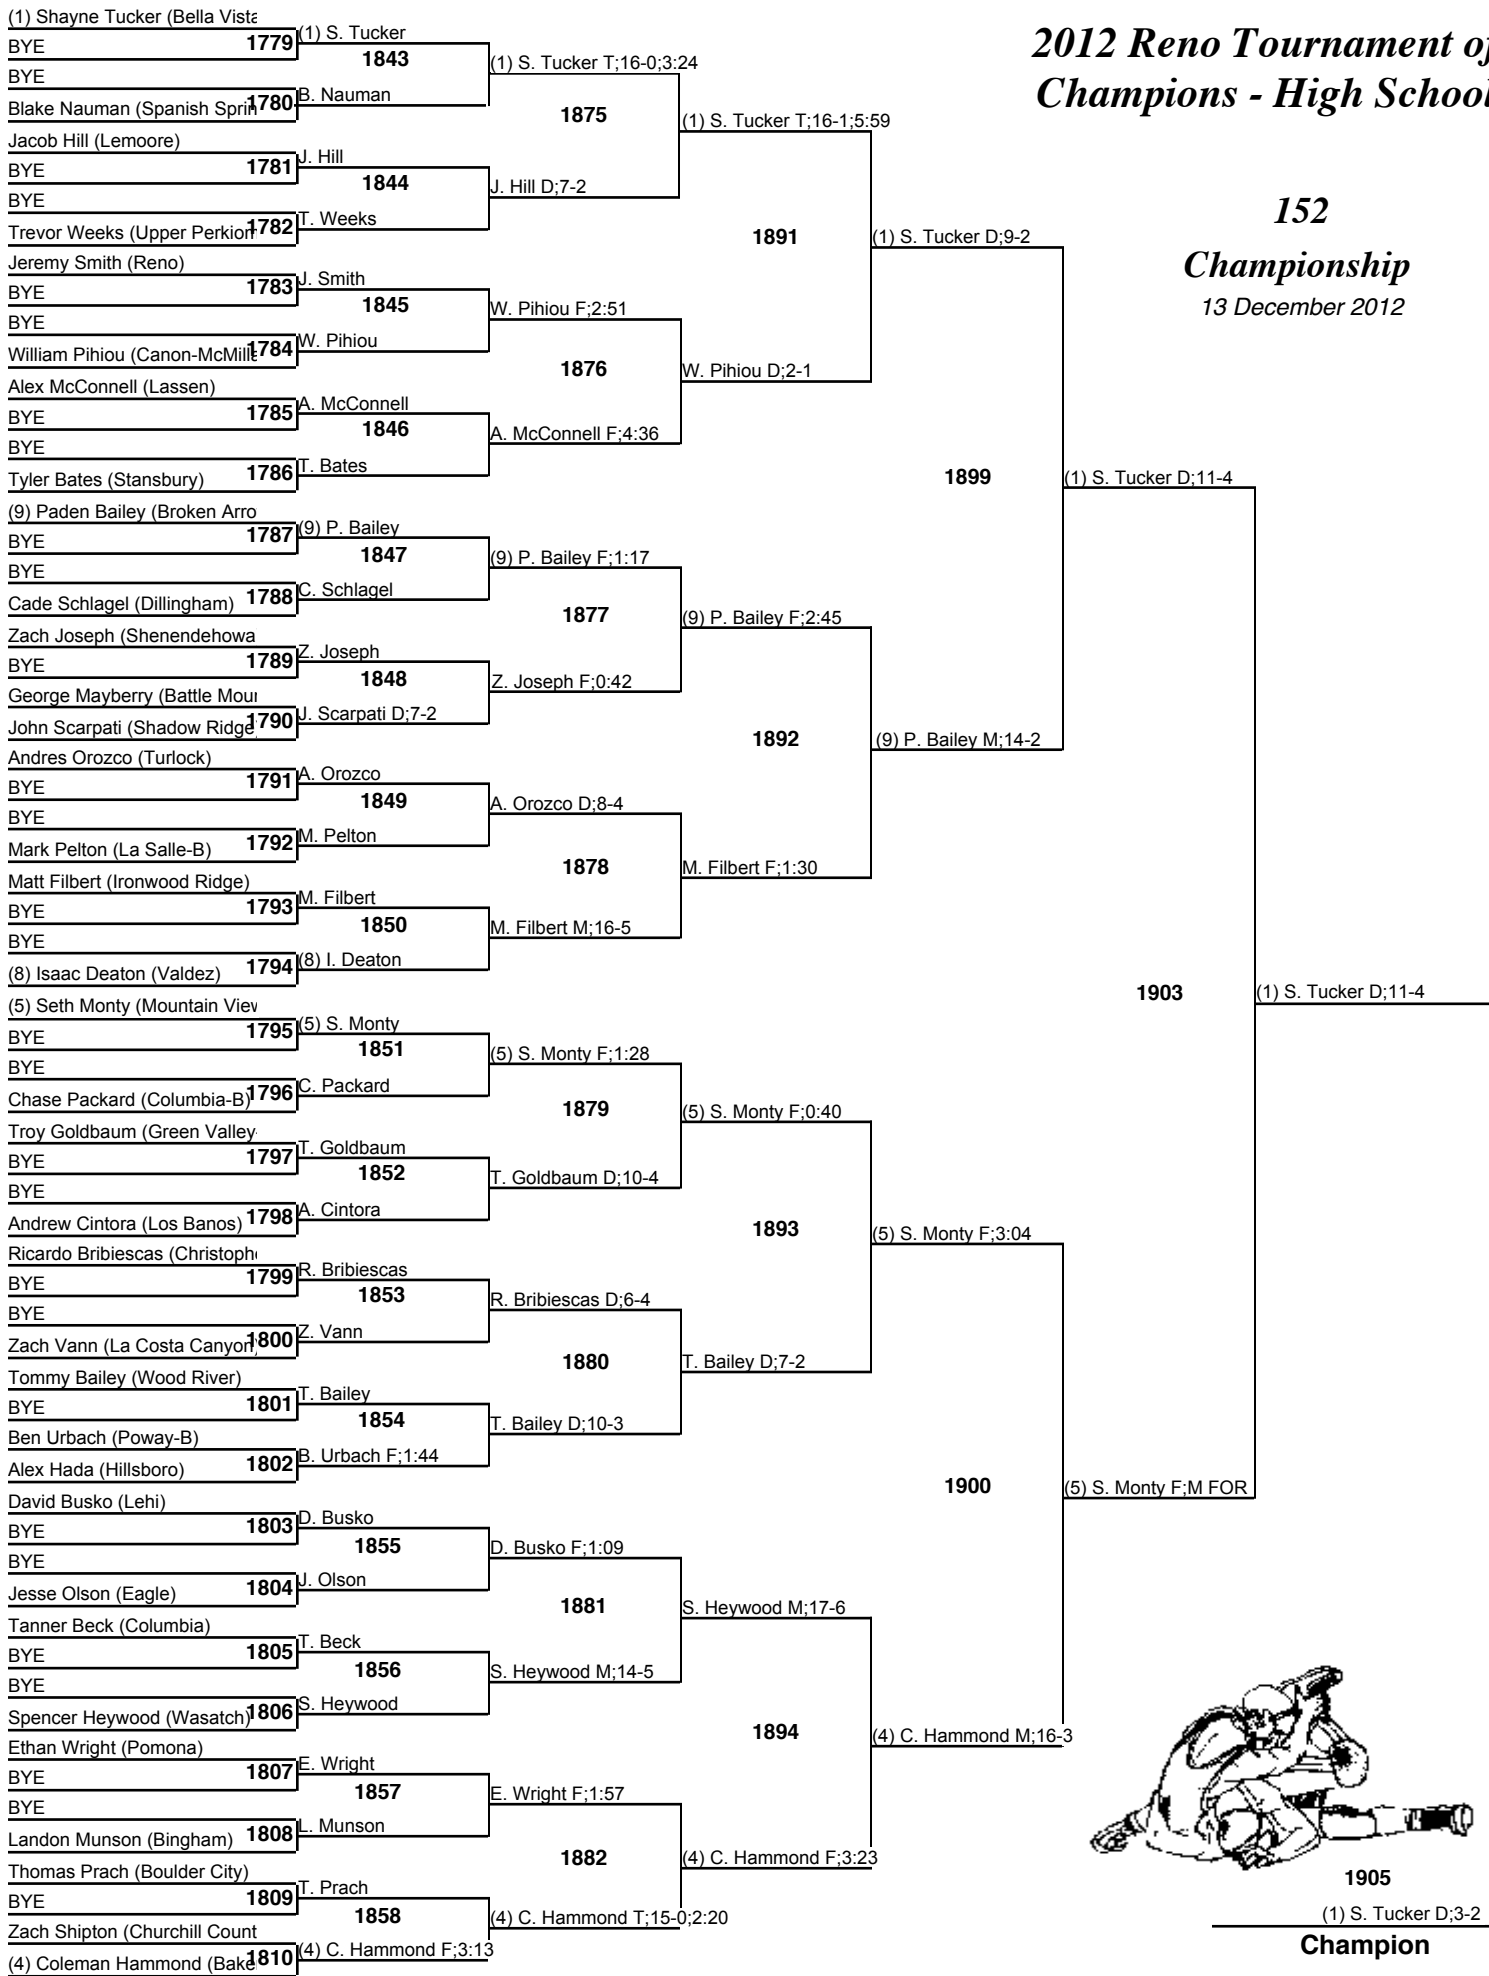 2012 Reno Tournament of
Champions - High School
152
Championship
13 December 2012
(1) Shayne Tucker (Bella Vista
BYE
1779
BYE
Blake Nauman (Spanish Sprin
1780
Jacob Hill (Lemoore)
BYE
1781
BYE
Trevor Weeks (Upper Perkiom
1782
Jeremy Smith (Reno)
BYE
1783
BYE
William Pihiou (Canon-McMilla
1784
Alex McConnell (Lassen)
BYE
1785
BYE
Tyler Bates (Stansbury)
1786
(9) Paden Bailey (Broken Arro
BYE
1787
BYE
Cade Schlagel (Dillingham)
1788
Zach Joseph (Shenendehowa
BYE
1789
George Mayberry (Battle Moun
John Scarpati (Shadow Ridge
1790
Andres Orozco (Turlock)
BYE
1791
BYE
Mark Pelton (La Salle-B)
1792
Matt Filbert (Ironwood Ridge)
BYE
1793
BYE
(8) Isaac Deaton (Valdez)
1794
(5) Seth Monty (Mountain View
BYE
1795
BYE
Chase Packard (Columbia-B)
1796
Troy Goldbaum (Green Valley-
BYE
1797
BYE
Andrew Cintora (Los Banos)
1798
Ricardo Bribiescas (Christophe
BYE
1799
BYE
Zach Vann (La Costa Canyon)
1800
Tommy Bailey (Wood River)
BYE
1801
Ben Urbach (Poway-B)
Alex Hada (Hillsboro)
1802
David Busko (Lehi)
BYE
1803
BYE
Jesse Olson (Eagle)
1804
Tanner Beck (Columbia)
BYE
1805
BYE
Spencer Heywood (Wasatch)
1806
Ethan Wright (Pomona)
BYE
1807
BYE
Landon Munson (Bingham)
1808
Thomas Prach (Boulder City)
BYE
1809
Zach Shipton (Churchill Count
(4) Coleman Hammond (Bake
1810
(1) S. Tucker
1843
B. Nauman
J. Hill
1844
T. Weeks
J. Smith
1845
W. Pihiou
A. McConnell
1846
T. Bates
(9) P. Bailey
1847
C. Schlagel
Z. Joseph
1848
J. Scarpati D;7-2
A. Orozco
1849
M. Pelton
M. Filbert
1850
(8) I. Deaton
(5) S. Monty
1851
C. Packard
T. Goldbaum
1852
A. Cintora
R. Bribiescas
1853
Z. Vann
T. Bailey
1854
B. Urbach F;1:44
D. Busko
1855
J. Olson
T. Beck
1856
S. Heywood
E. Wright
1857
L. Munson
T. Prach
1858
(4) C. Hammond F;3:13
(1) S. Tucker T;16-0;3:24
1875
J. Hill D;7-2
W. Pihiou F;2:51
1876
A. McConnell F;4:36
(9) P. Bailey F;1:17
1877
Z. Joseph F;0:42
A. Orozco D;8-4
1878
M. Filbert M;16-5
(5) S. Monty F;1:28
1879
T. Goldbaum D;10-4
R. Bribiescas D;6-4
1880
T. Bailey D;10-3
D. Busko F;1:09
1881
S. Heywood M;14-5
E. Wright F;1:57
1882
(4) C. Hammond T;15-0;2:20
(1) S. Tucker T;16-1;5:59
1891
W. Pihiou D;2-1
(9) P. Bailey F;2:45
1892
M. Filbert F;1:30
(5) S. Monty F;0:40
1893
T. Bailey D;7-2
S. Heywood M;17-6
1894
(4) C. Hammond F;3:23
(1) S. Tucker D;9-2
1899
(9) P. Bailey M;14-2
(5) S. Monty F;3:04
1900
(4) C. Hammond M;16-3
(1) S. Tucker D;11-4
1903
(5) S. Monty F;M FOR
(1) S. Tucker D;11-4
1905
(1) S. Tucker D;3-2
Champion